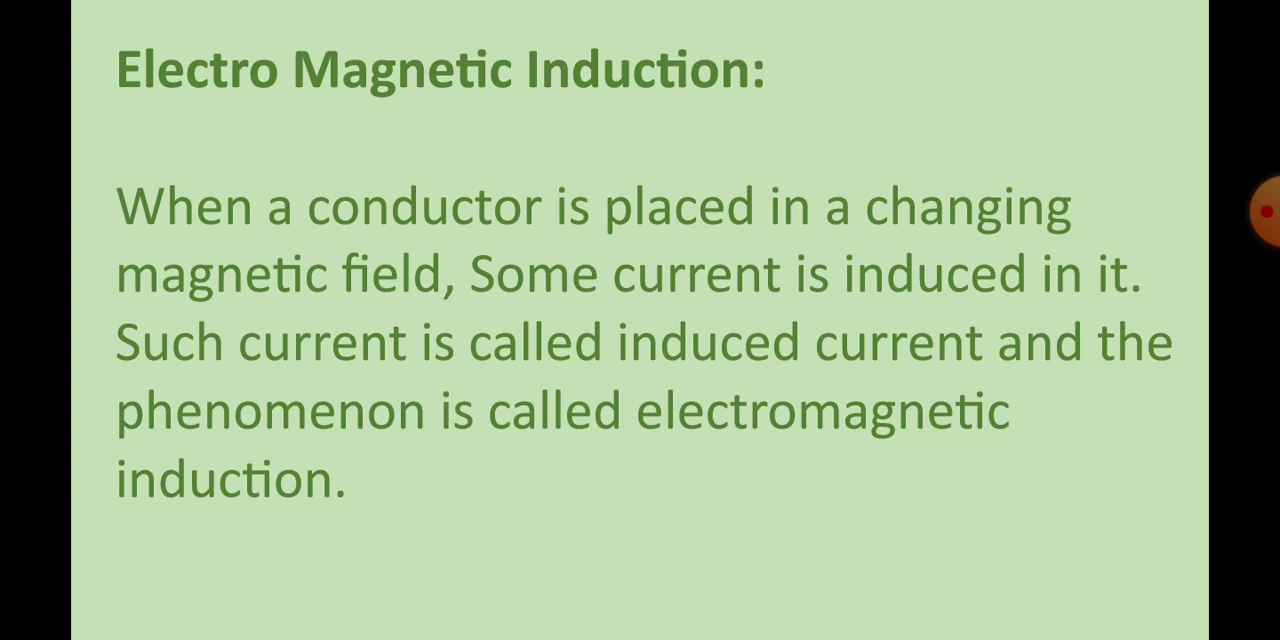 Electro Magnetic Induction:
When a conductor is placed in a changing
magnetic field, Some current is induced in it.
Such current is called induced current and the
phenomenon is called electromagnetic
induction.